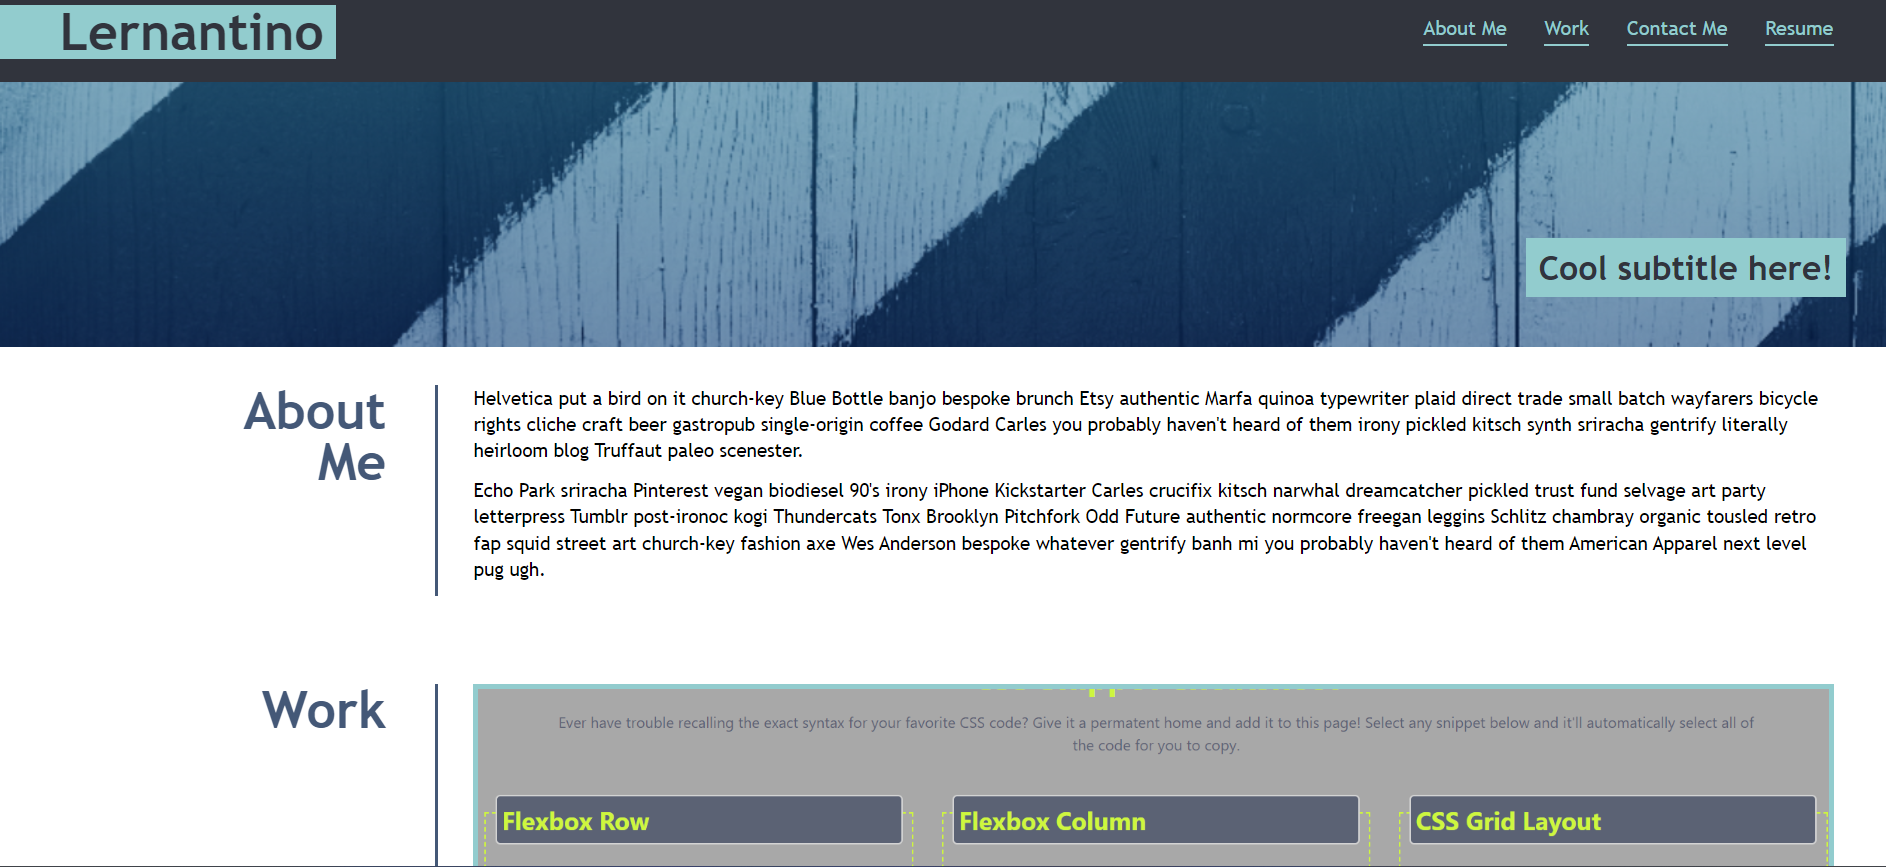 Lernantino
About Me
Work
Contact Me
Resume
Cool subtitle here!
About
Me
Helvetica put a bird on it church-key Blue Bottle banjo bespoke brunch Etsy authentic Marfa quinoa typewriter plaid direct trade small batch wayfarers bicycle
rights cliche craft beer gastropub single-origin coffee Godard Carles you probably haven't heard of them irony pickled kitsch synth sriracha gentrify literally
heirloom blog Truffaut paleo scenester.
Echo Park sriracha Pinterest vegan biodiesel 90's irony iPhone Kickstarter Carles crucifix kitsch narwhal dreamcatcher pickled trust fund selvage art party
letterpress Tumblr post-ironoc kogi Thundercats Tonx Brooklyn Pitchfork Odd Future authentic normcore freegan leggins Schlitz chambray organic tousled retro
fap squid street art church-key fashion axe Wes Anderson bespoke whatever gentrify banh mi you probably haven't heard of them American Apparel next level
pug ugh.
Work
Ever have trouble recalling the exact syntax for your favorite CSS code? Give it a permatent home and add it to this page! Select any snippet below and it'll automatically select all of
the code for you to copy.
Flexbox Row
Flexbox Column
CSS Grid Layout